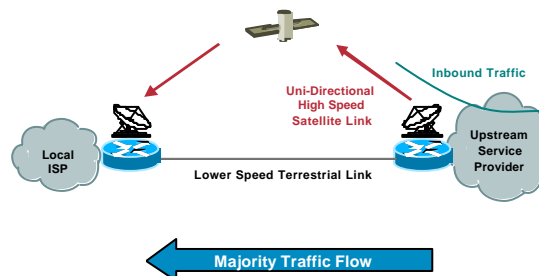 Inbound Traffic
Uni-Directional
High Speed
Satellite Link
Local
ISP
Upstream
Service
Provider
Lower Speed Terrestrial Link
Majority Traffic Flow